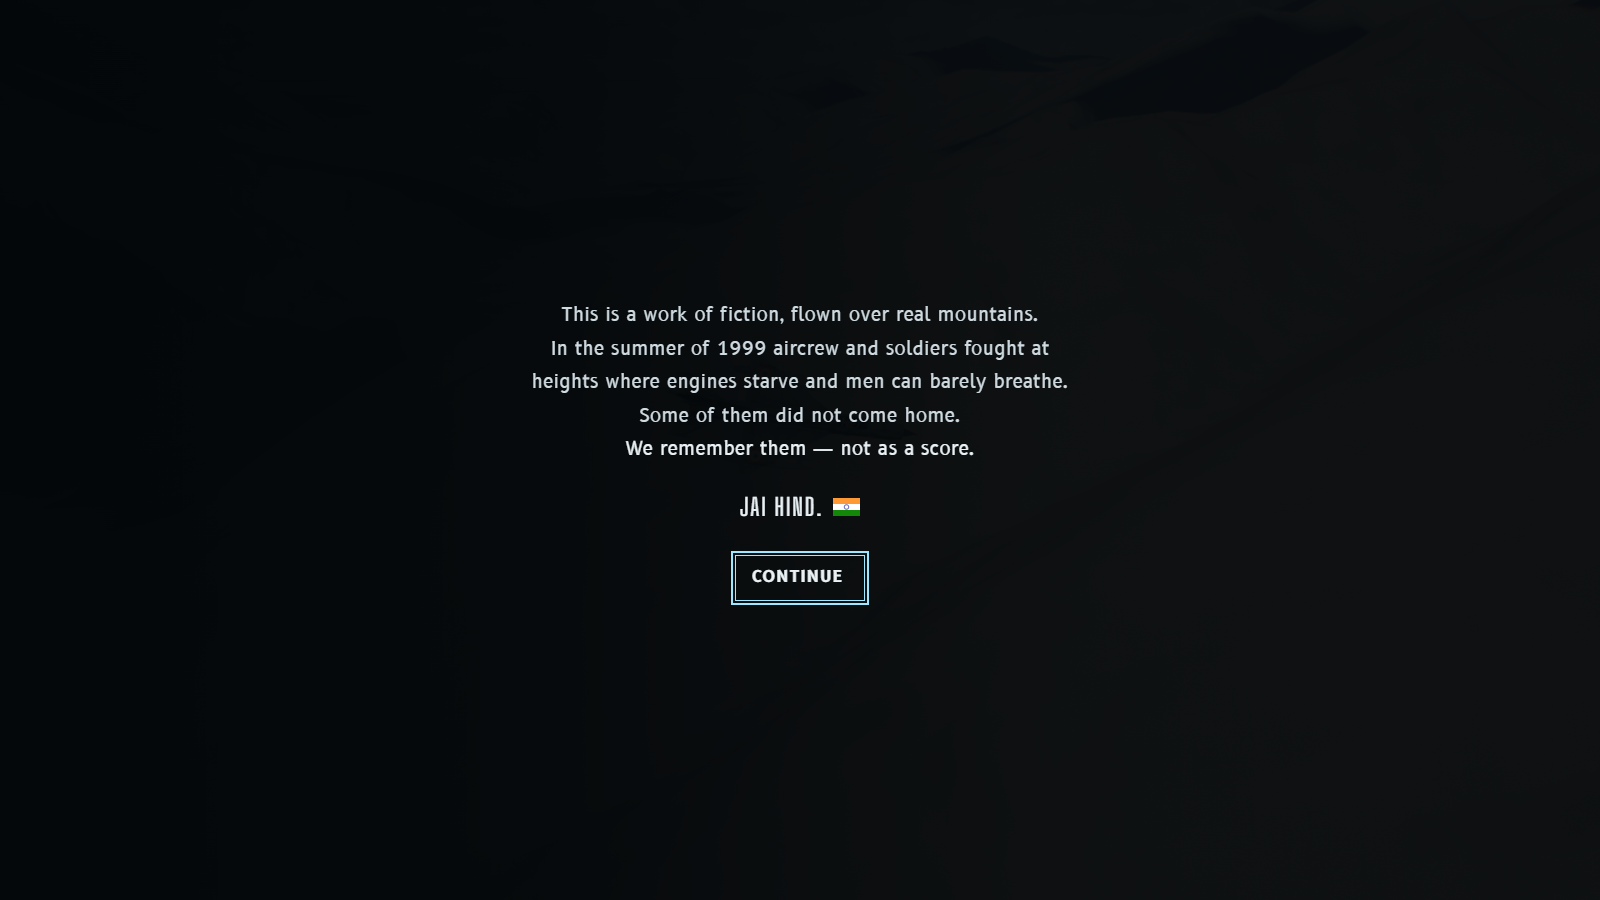 This is a work of fiction, flown over real mountains.
In the summer of 1999 aircrew and soldiers fought at
heights where engines starve and men can barely breathe.
Some of them did not come home.
We remember them — not as a score.
JAI HIND.
CONTINUE